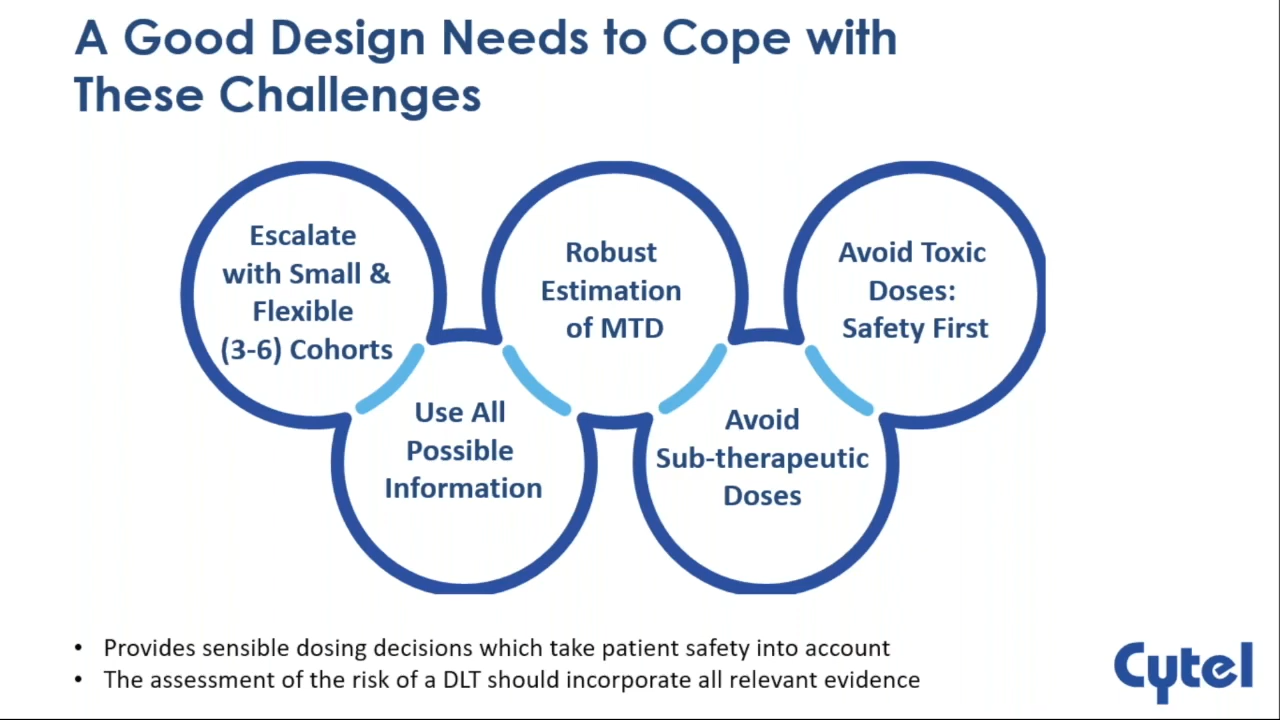 A Good Design Needs to Cope with
These Challenges
Escalate
with Small &
Flexible
(3-6) Cohorts
Use All
Possible
Information
Robust
Estimation
of MTD
Avoid
Sub-therapeutic
Doses
Avoid Toxic
Doses:
Safety First
• Provides sensible dosing decisions which take patient safety into account
• The assessment of the risk of a DLT should incorporate all relevant evidence
Cytel